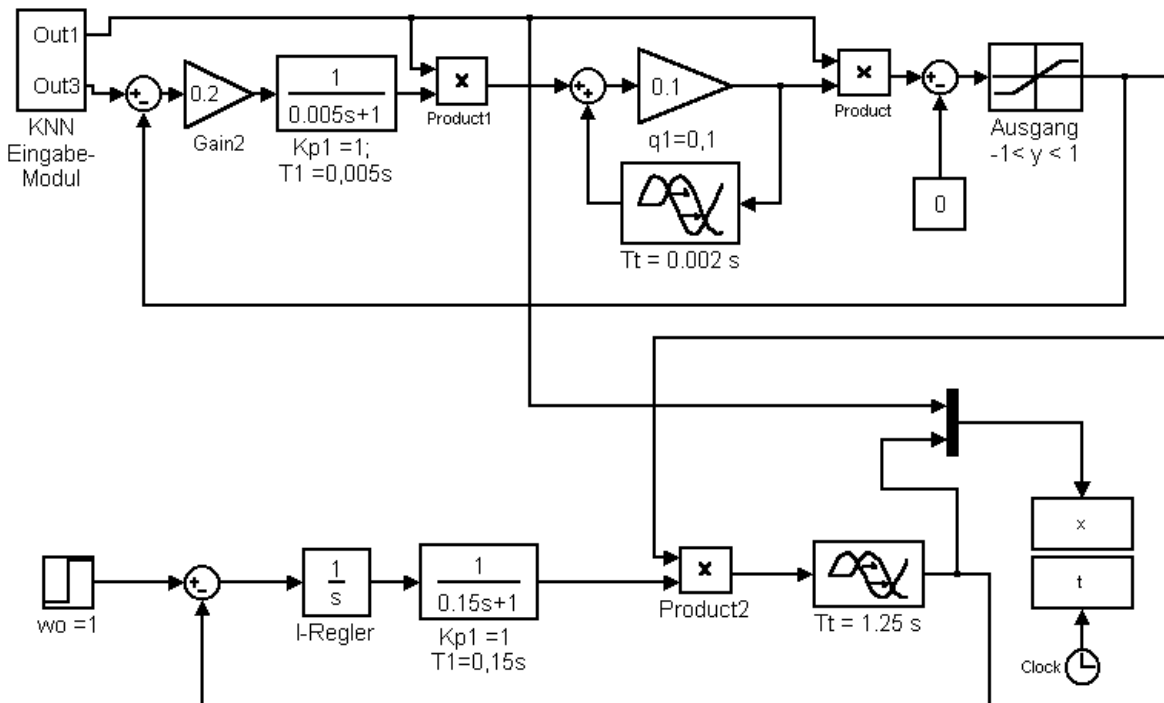 Out1
Out3
KNN
Eingabe-
Modul
+
-
0.2
Gain2
1
0.005s+1
Kp1 =1;
T1 =0,005s
x
Product1
+
+
0.1
q1=0,1
Tt = 0.002 s
x
Product
+
-
0
Ausgang
-1< y < 1
wo =1
+
-
1
s
I-Regler
1
0.15s+1
Kp1 =1
T1=0,15s
x
Product2
Tt = 1.25 s
x
t
Clock